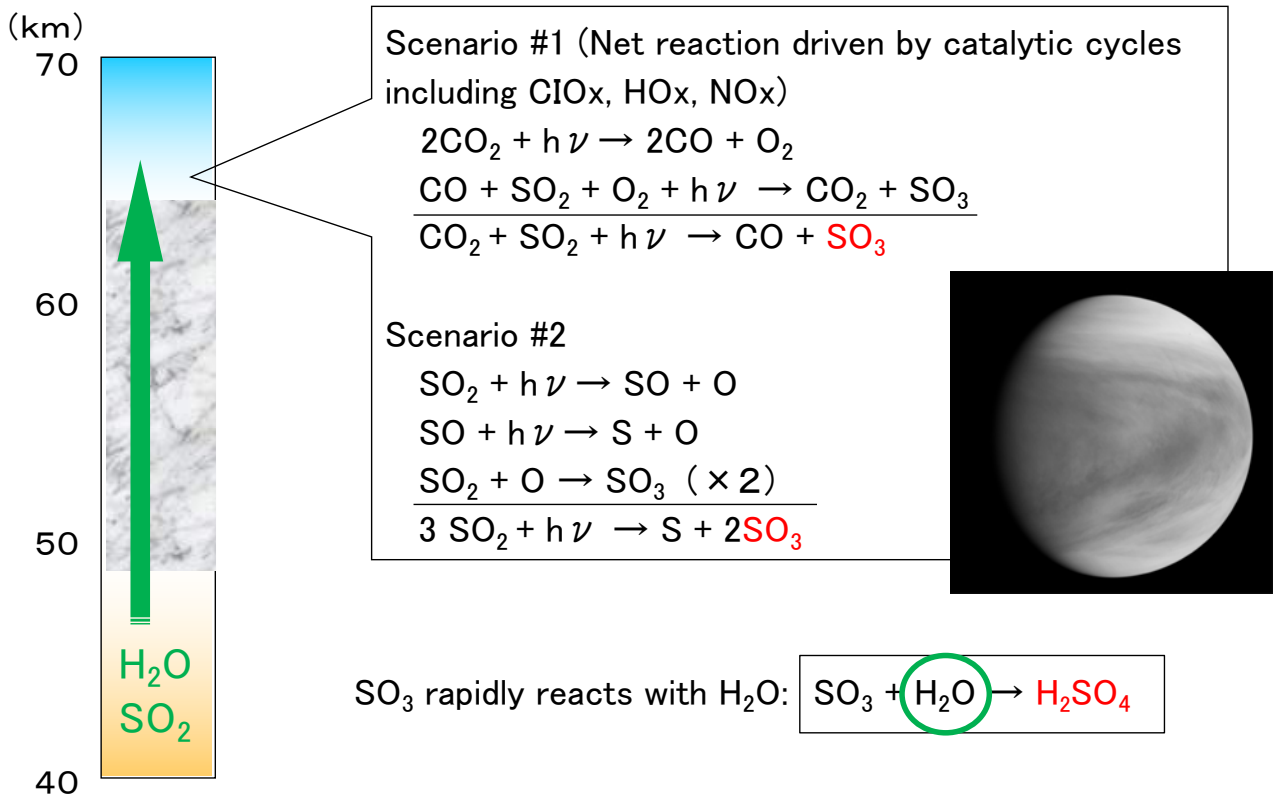 (km)
70
60
50
40
H₂O
SO₂
Scenario #1 (Net reaction driven by catalytic cycles
including ClOx, HOx, NOx)
2CO₂ + hν → 2CO + O₂
CO + SO₂ + O₂ + hν → CO₂ + SO₃
CO₂ + SO₂ + hν → CO + SO₃
Scenario #2
SO₂ + hν → SO + O
SO + hν → S + O
SO₂ + O → SO₃ (×2)
3 SO₂ + hν → S + 2SO₃
SO₃ rapidly reacts with H₂O: SO₃ + H₂O → H₂SO₄